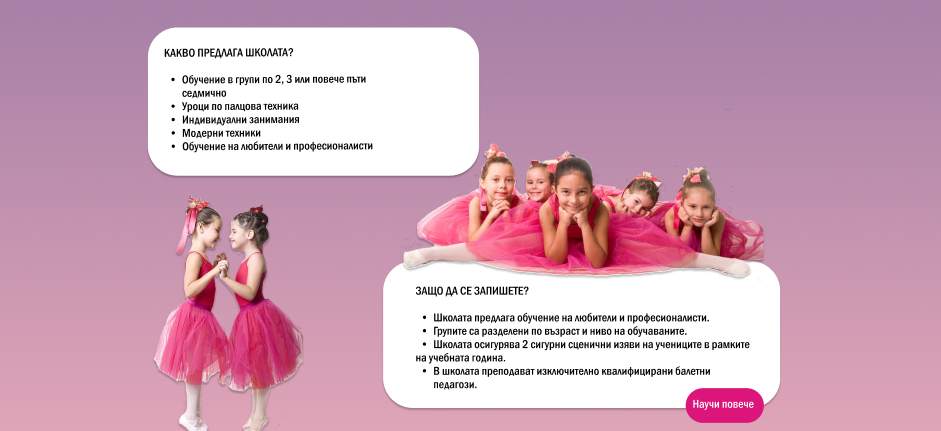 КАКВО ПРЕДЛАГА ШКОЛАТА?
• Обучение в групи по 2, 3 или повече пъти
седмично
• Уроци по палцова техника
• Индивидуални занимания
• Модерни техники
• Обучение на любители и професионалисти
ЗАЩО ДА СЕ ЗАПИШЕТЕ?
• Школата предлага обучение на любители и професионалисти.
• Групите са разделени по възраст и ниво на обучаваните.
• Школата осигурява 2 сигурни сценични изяви на учениците в рамките
на учебната година.
• В школата преподават изключително квалифицирани балетни
педагози.
Научи повече